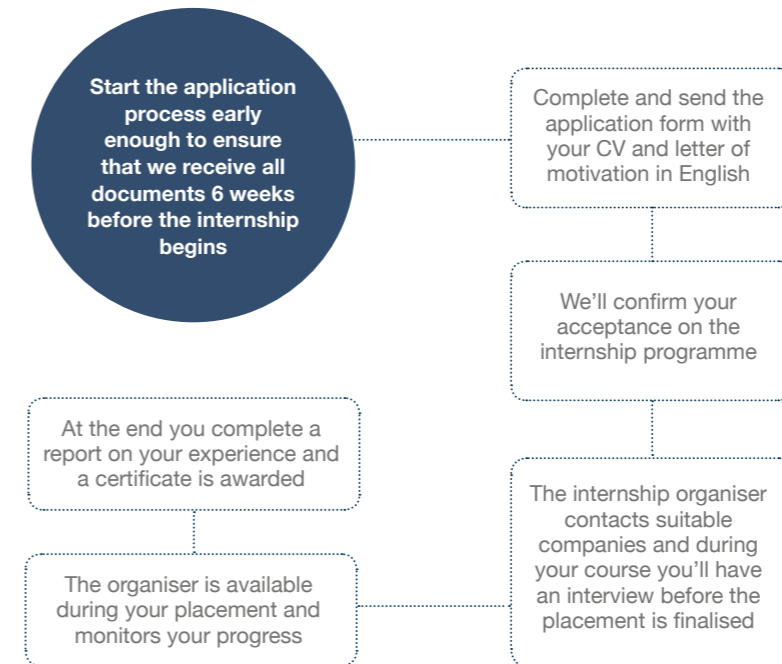 Start the application
process early
enough to ensure
that we receive all
documents 6 weeks
before the internship
begins
Complete and send the
application form with
your CV and letter of
motivation in English
We'll confirm your
acceptance on the
internship programme
The internship organiser
contacts suitable
companies and during
your course you'll have
an interview before the
placement is finalised
The organiser is available
during your placement and
monitors your progress
At the end you complete a
report on your experience and
a certificate is awarded